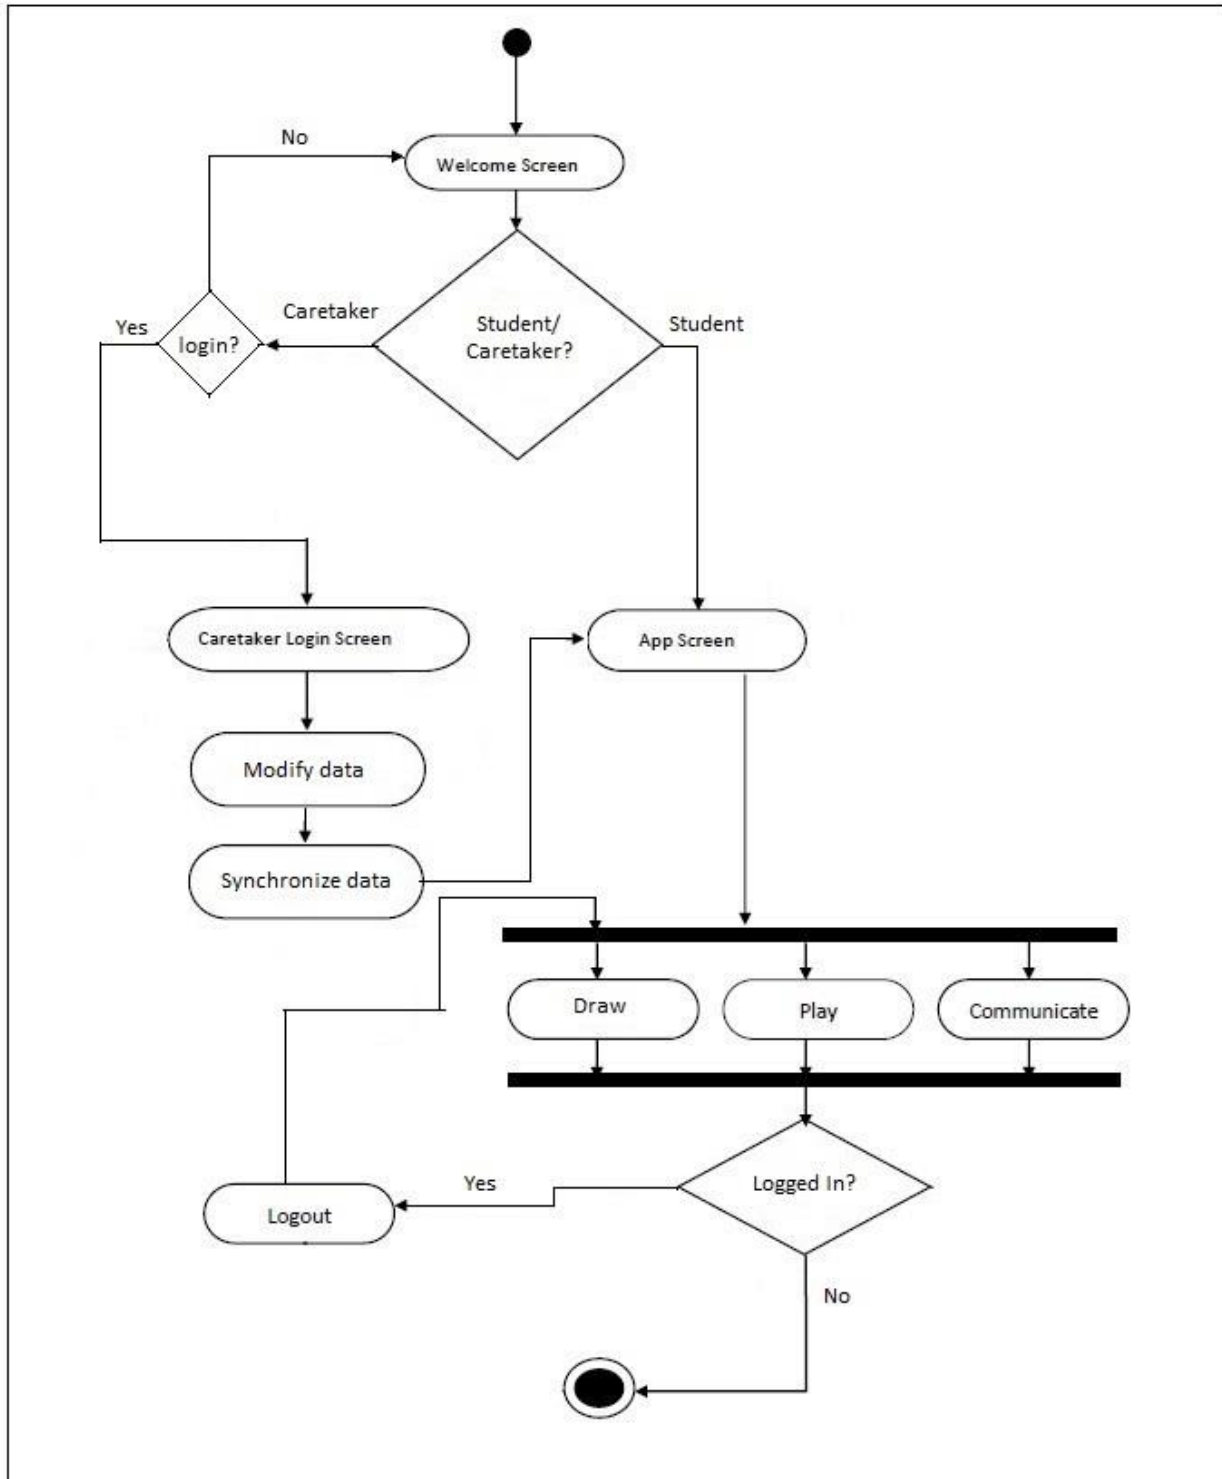 No
Welcome Screen
Caretaker
Student/
Caretaker?
Student
Yes
login?
Caretaker Login Screen
App Screen
Modify data
Synchronize data
Draw
Play
Communicate
Logged In?
Yes
Logout
No